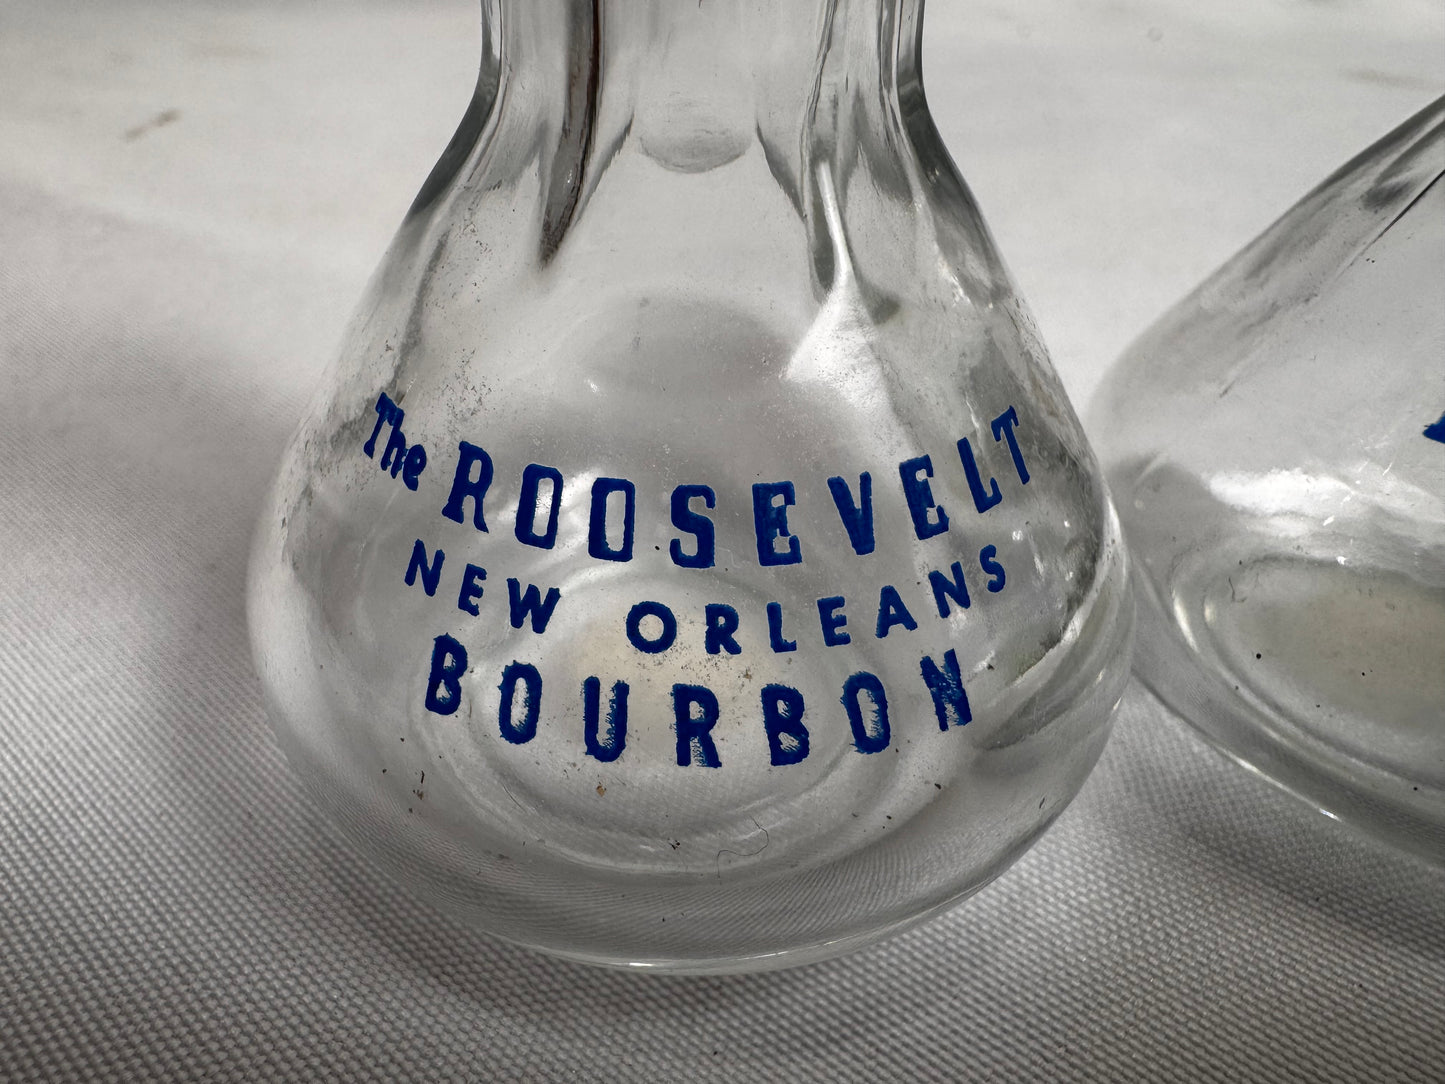 The ROOSEVELT
NEW ORLEANS
BOURBON